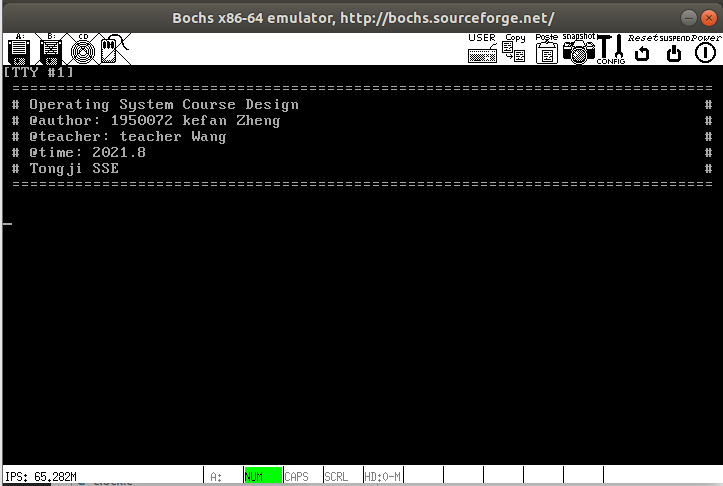 Bochs x86-64 emulator, http://bochs.sourceforge.net/
A: B: CD USER Copy Paste snapshot CONFIG Reset SUSPEND Power
[TTY #1]
==============================================================================
# Operating System Course Design #
# @author: 1950072 kefan Zheng #
# @teacher: teacher Wang #
# @time: 2021.8 #
# Tongji SSE #
==============================================================================
IPS: 65.282M A: NUM CAPS SCRL HD:0-M